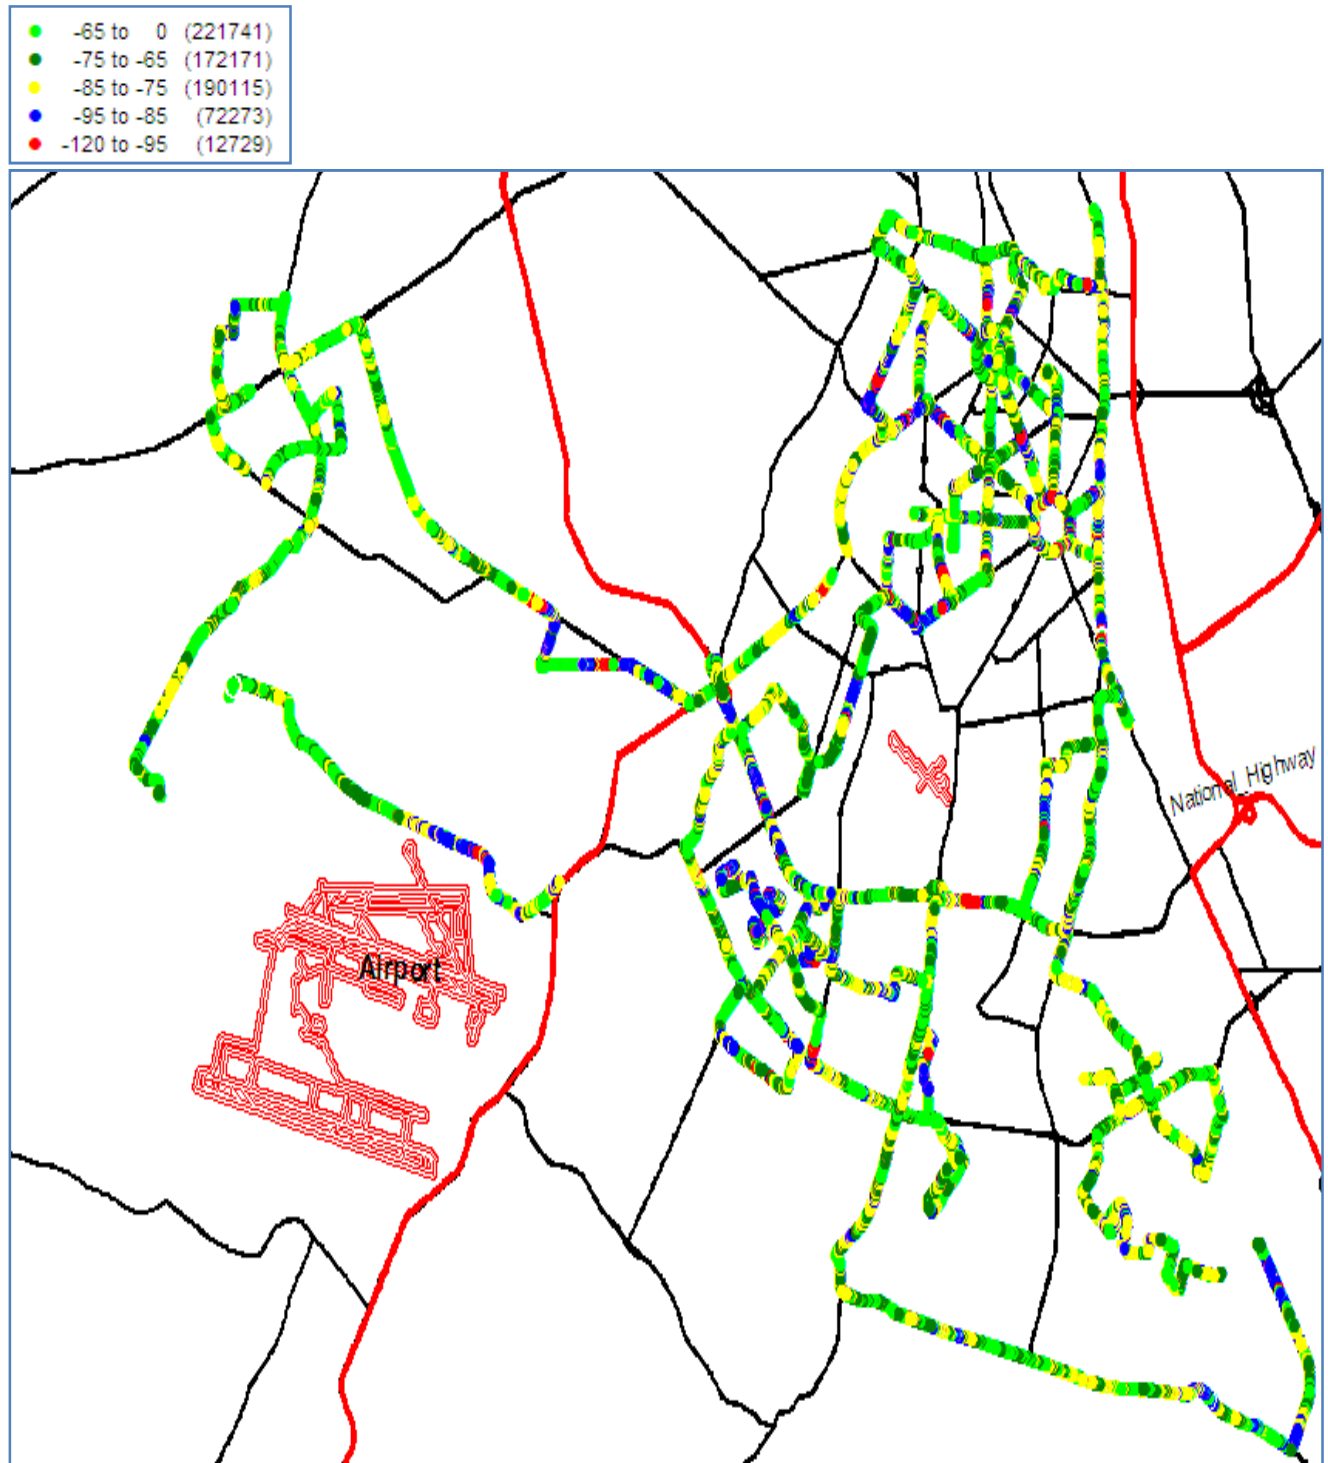 -65 to 0 (221741)
-75 to -65 (172171)
-85 to -75 (190115)
-95 to -85 (72273)
-120 to -95 (12729)
National_Highway
Airport